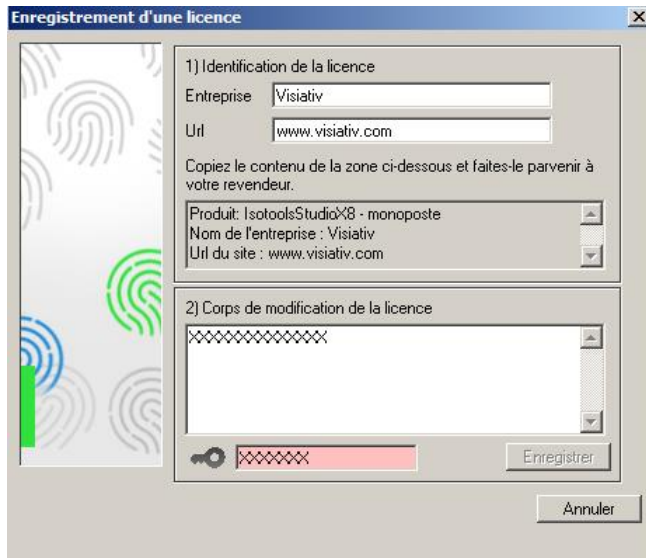 Enregistrement d'une licence
1) Identification de la licence
Entreprise Visiativ
Url www.visiativ.com
Copiez le contenu de la zone ci-dessous et faites-le parvenir à
votre revendeur.
Produit: IsotoolsStudioX8 - monoposte
Nom de l'entreprise : Visiativ
Url du site : www.visiativ.com
2) Corps de modification de la licence
XXXXXXXXXXXXXXX
XXXXXXX
Enregistrer
Annuler